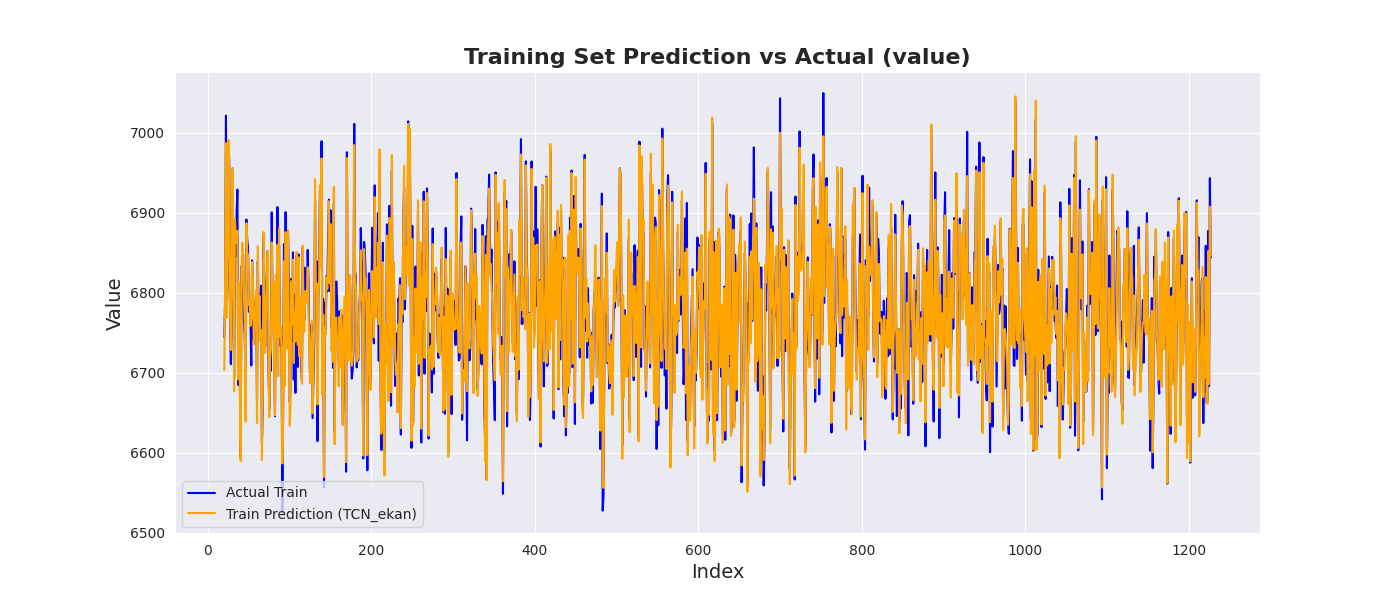 Training Set Prediction vs Actual (value)
Value
7000
6900
6800
6700
6600
6500
Actual Train
Train Prediction (TCN_ekan)
0 200 400 600 800 1000 1200
Index